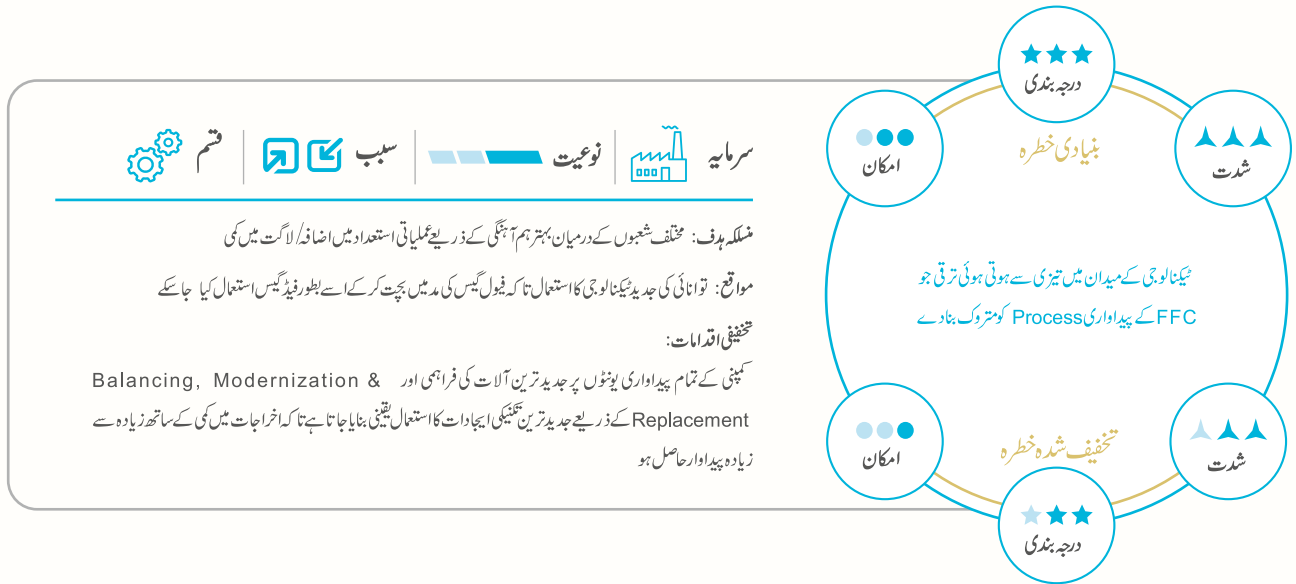 درجہ بندی
شدت
بنیادی خطرہ
امکان
سرمایہ
نوعیت
سبب
قسم
منسلکہ ہدف: مختلف شعبوں کے درمیان بہتر ہم آہنگی کے ذریعے عملیاتی استعداد میں اضافہ/ لاگت میں کمی
مواقع: توانائی کی جدید ٹیکنالوجی کا استعمال تاکہ فیول گیس کی مد میں بچت کر کے اسے بطور فیڈ گیس استعمال کیا جا سکے
تخفیفی اقدامات:
کمپنی کے تمام پیداواری یونٹوں پر جدید ترین آلات کی فراہمی اور Balancing, Modernization &
Replacement کے ذریعے جدید ترین تکنیکی ایجادات کا استعمال یقینی بنایا جاتا ہے تاکہ اخراجات میں کمی کے ساتھ زیادہ سے
زیادہ پیداوار حاصل ہو
ٹیکنالوجی کے میدان میں تیزی سے ہوتی ہوئی ترقی جو
FFC کے پیداواری Process کو متروک بنا دے
شدت
تخفیف شدہ خطرہ
امکان
درجہ بندی